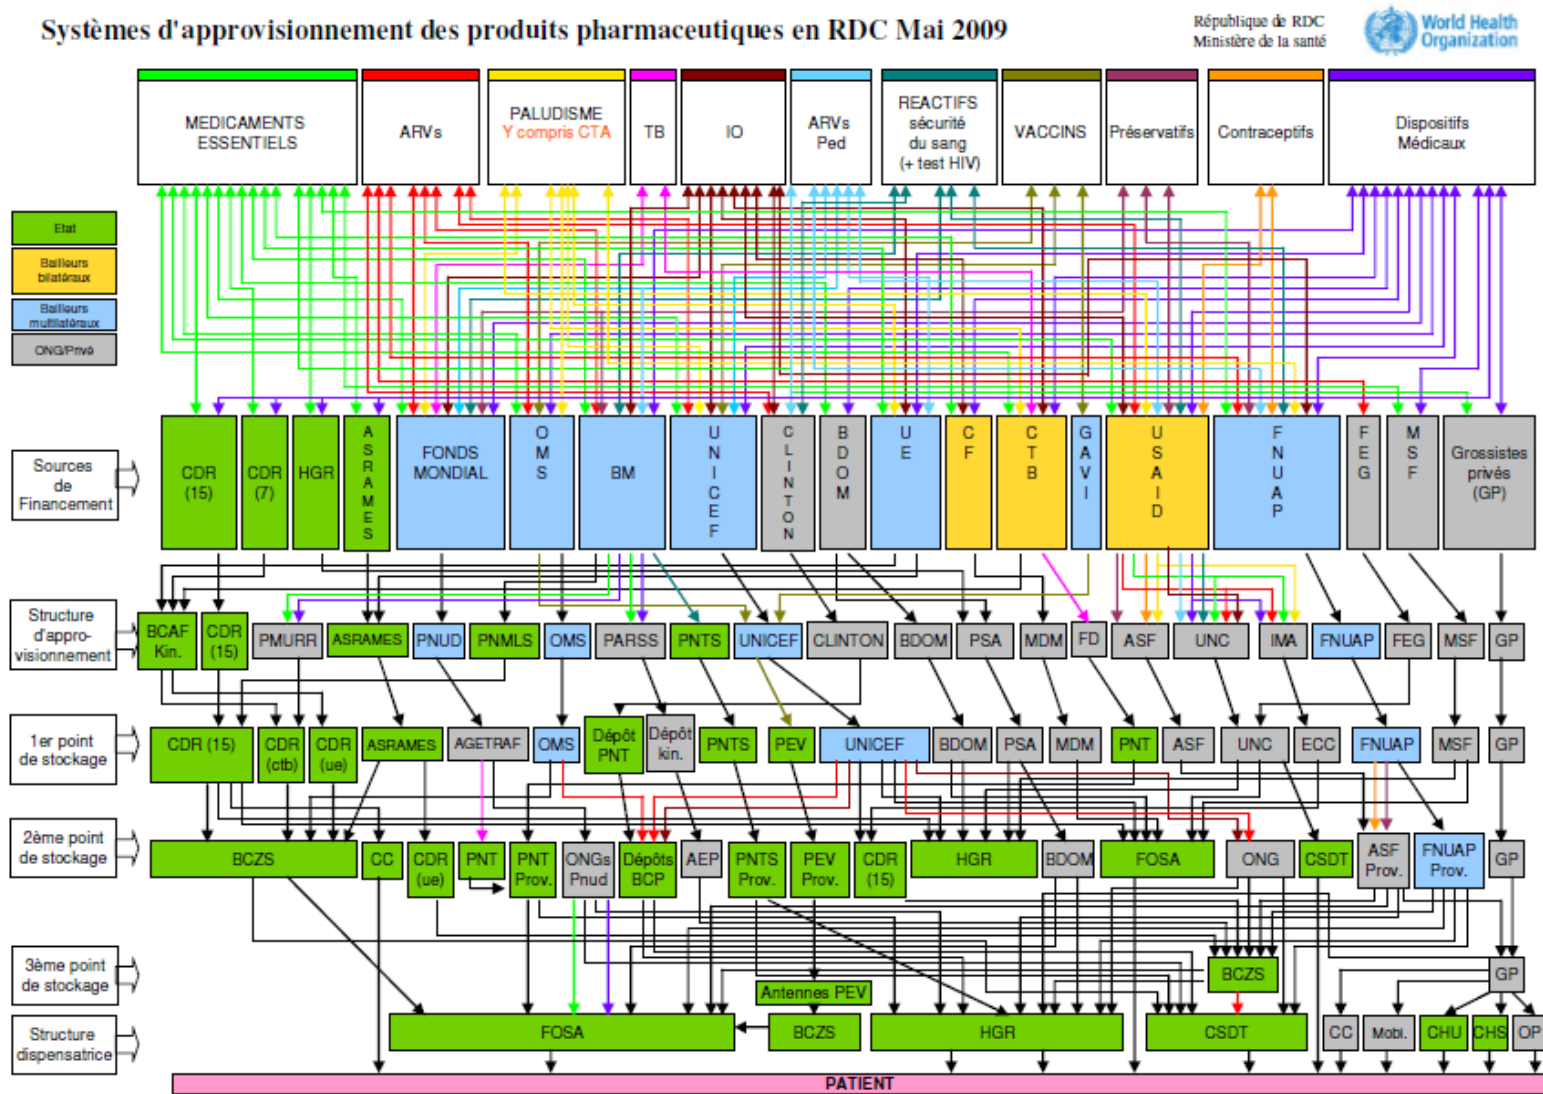 Systèmes d'approvisionnement des produits pharmaceutiques en RDC Mai 2009
République de RDC
Ministère de la santé
World Health
Organization
MEDICAMENTS
ESSENTIELS
ARVs
PALUDISME
Y compris CTA
TB
IO
ARVs
Ped
REACTIFS
sécurité
du sang
(+ test HIV)
VACCINS
Préservatifs
Contraceptifs
Dispositifs
Médicaux
Etat
Bailleurs
bilatéraux
Bailleurs
multilatéraux
ONG/Privé
Sources
de
Financement
CDR
(15)
CDR
(7)
HGR
ASRAMES
FONDS
MONDIAL
OMS
BM
UNICEF
CLINTON
BDOM
UE
CF
CTB
GAVI
USAID
FNUAP
FEG
MSF
Grossistes
privés
(GP)
Structure
d'appro-
visionnement
BCAF
Kin.
CDR
(15)
PMURR
ASRAMES
PNUD
PNMLS
OMS
PARSS
PNTS
UNICEF
CLINTON
BDOM
PSA
MDM
FD
ASF
UNC
IMA
FNUAP
FEG
MSF
GP
1er point
de stockage
CDR (15)
CDR
(ctb)
CDR
(ue)
ASRAMES
AGETRAF
OMS
Dépôt
PNT
Dépôt
kin.
PNTS
PEV
UNICEF
BDOM
PSA
MDM
PNT
ASF
UNC
ECC
FNUAP
MSF
GP
2ème point
de stockage
BCZS
CC
CDR
(ue)
PNT
PNT
Prov.
ONGs
Pnud
Dépôts
BCP
AEP
PNTS
Prov.
PEV
Prov.
CDR
(15)
HGR
BDOM
FOSA
ONG
CSDT
ASF
Prov.
FNUAP
Prov.
GP
3ème point
de stockage
Antennes PEV
BCZS
GP
Structure
dispensatrice
FOSA
BCZS
HGR
CSDT
CC
Mobi.
CHU
CHS
OP
PATIENT